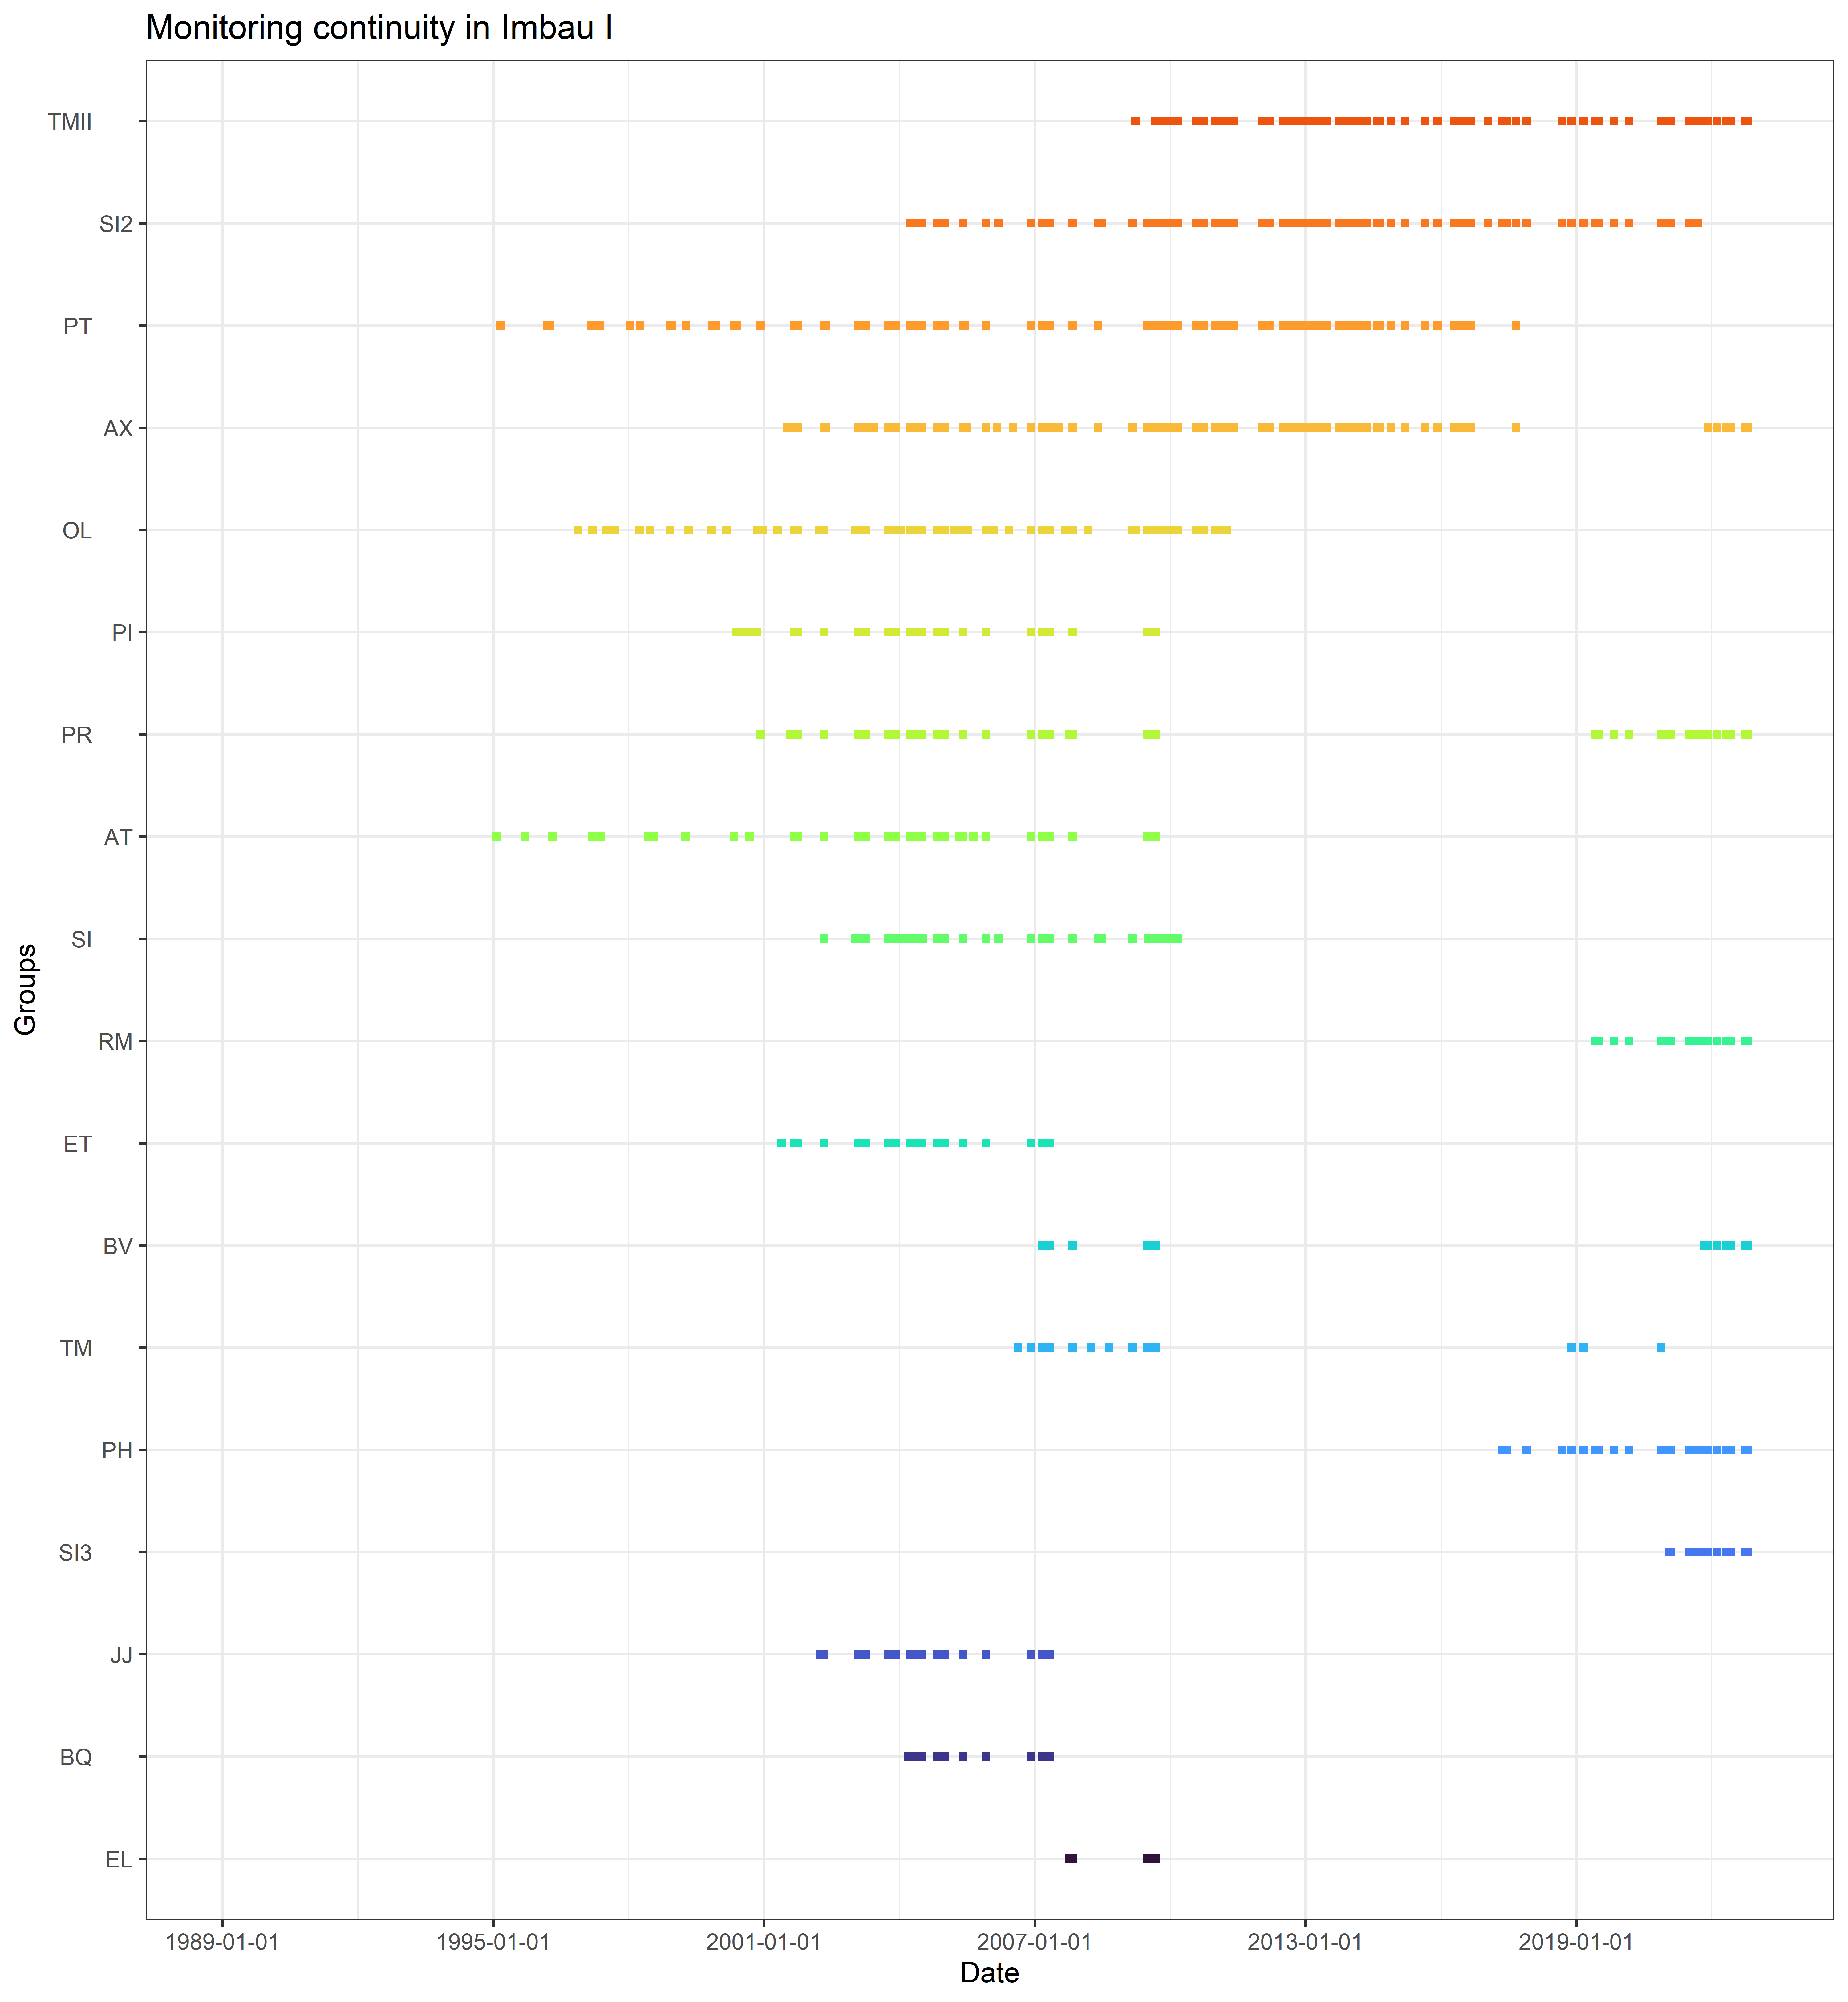 Monitoring continuity in Imbau I
TMII
SI2
PT
AX
OL
PI
PR
AT
SI
RM
ET
BV
TM
PH
SI3
JJ
BQ
EL
Groups
1989-01-01 1995-01-01 2001-01-01 2007-01-01 2013-01-01 2019-01-01
Date